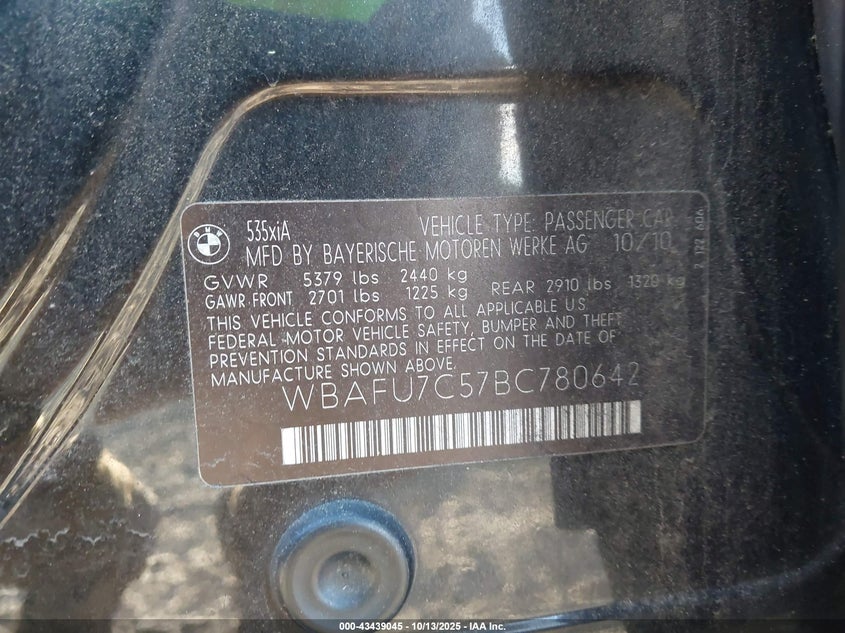 BMW
535xiA VEHICLE TYPE: PASSENGER CAR
MFD BY BAYERISCHE MOTOREN WERKE AG 10/10
GVWR 5379 lbs 2440 kg
GAWR FRONT 2701 lbs 1225 kg REAR 2910 lbs 1320 kg
THIS VEHICLE CONFORMS TO ALL APPLICABLE U.S.
FEDERAL MOTOR VEHICLE SAFETY, BUMPER AND THEFT
PREVENTION STANDARDS IN EFFECT ON THE DATE OF
MANUFACTURE SHOWN ABOVE.
WBAFU7C57BC780642
000-43439045 | 10/13/2025 - IAA Inc.